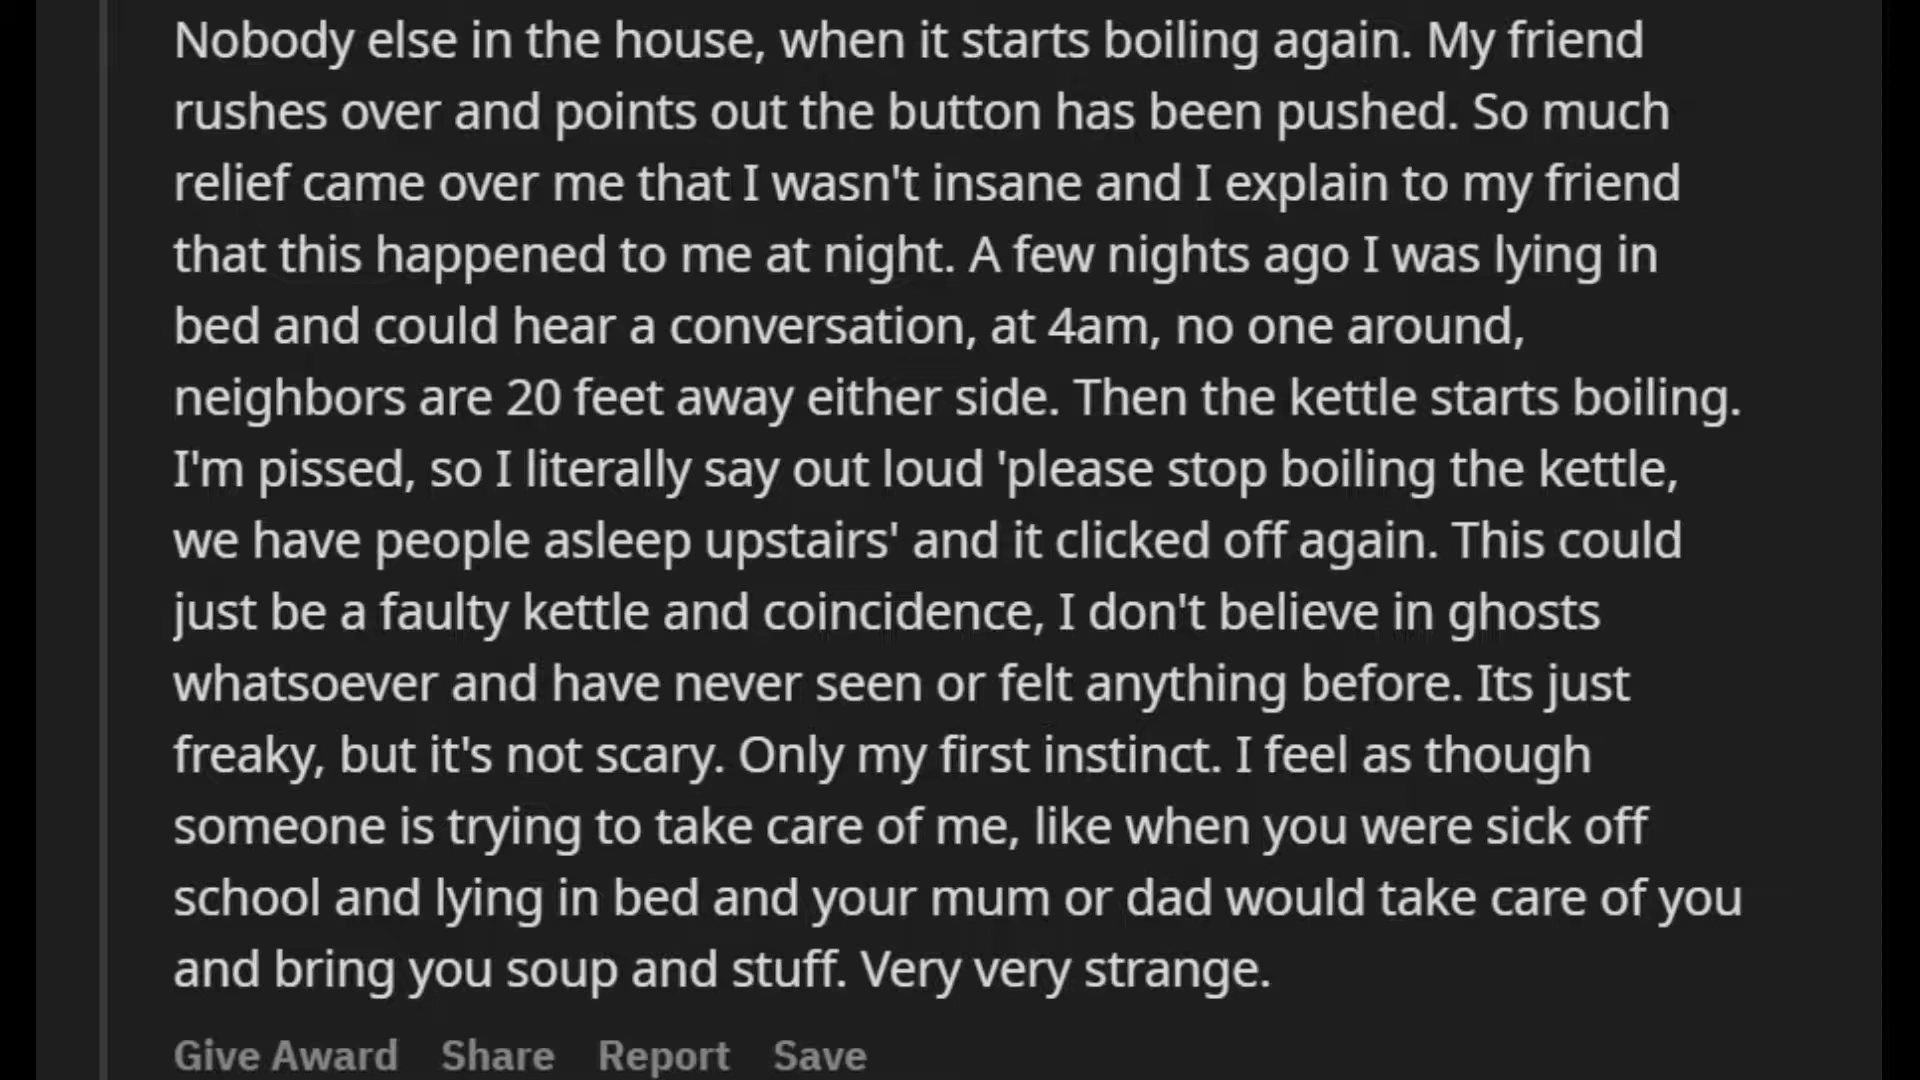 Nobody else in the house, when it starts boiling again. My friend
rushes over and points out the button has been pushed. So much
relief came over me that I wasn't insane and I explain to my friend
that this happened to me at night. A few nights ago I was lying in
bed and could hear a conversation, at 4am, no one around,
neighbors are 20 feet away either side. Then the kettle starts boiling.
I'm pissed, so I literally say out loud 'please stop boiling the kettle,
we have people asleep upstairs' and it clicked off again. This could
just be a faulty kettle and coincidence, I don't believe in ghosts
whatsoever and have never seen or felt anything before. Its just
freaky, but it's not scary. Only my first instinct. I feel as though
someone is trying to take care of me, like when you were sick off
school and lying in bed and your mum or dad would take care of you
and bring you soup and stuff. Very very strange.
Give Award Share Report Save